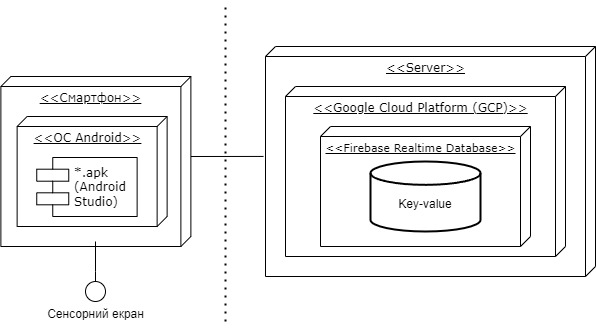 <<Смартфон>>
<<ОС Android>>
*.apk
(Android
Studio)
Сенсорний екран
<<Server>>
<<Google Cloud Platform (GCP)>>
<<Firebase Realtime Database>>
Key-value